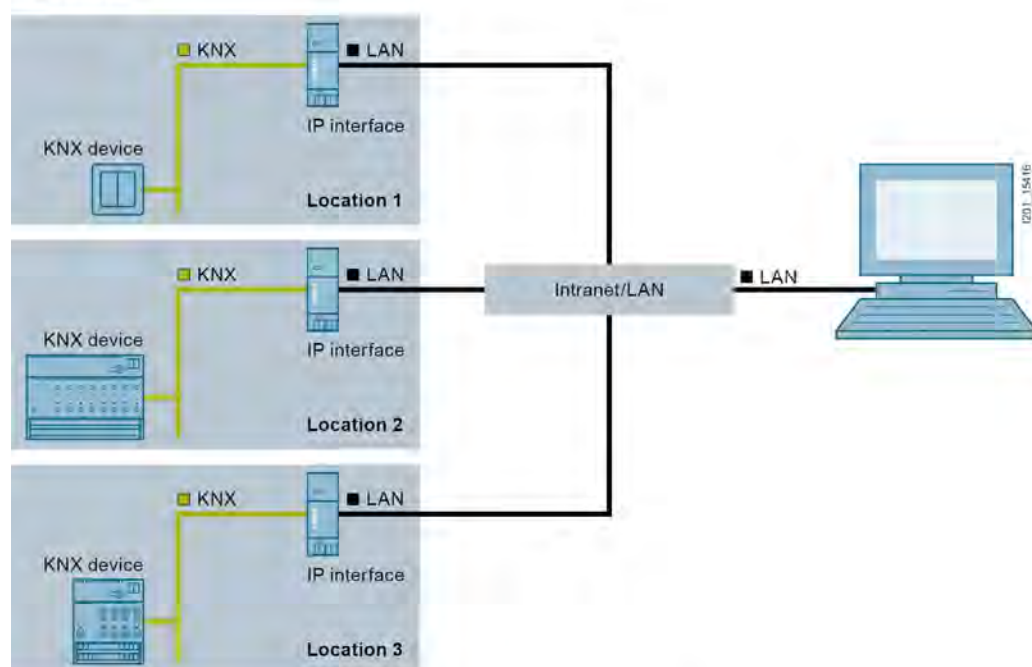 KNX
LAN
IP interface
KNX device
Location 1
KNX
LAN
IP interface
KNX device
Location 2
KNX
LAN
IP interface
KNX device
Location 3
Intranet/LAN
LAN
I201_15416